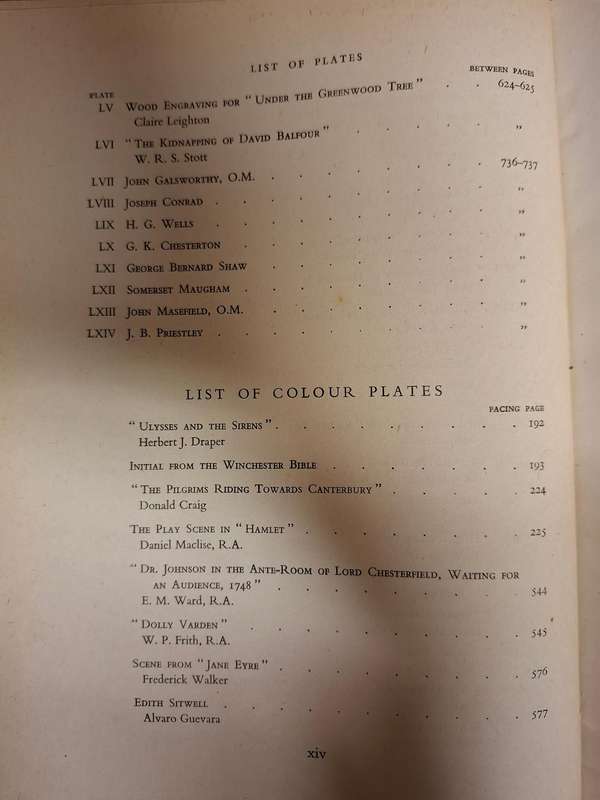 LIST OF PLATES
PLATE BETWEEN PAGES
LV WOOD ENGRAVING FOR "UNDER THE GREENWOOD TREE" . . 624–625
Claire Leighton
LVI "THE KIDNAPPING OF DAVID BALFOUR" . . . . . "
W. R. S. Stott
LVII JOHN GALSWORTHY, O.M. . . . . . . . 736–737
LVIII JOSEPH CONRAD . . . . . . . . . "
LIX H. G. WELLS . . . . . . . . "
LX G. K. CHESTERTON . . . . . . . "
LXI GEORGE BERNARD SHAW . . . . . . "
LXII SOMERSET MAUGHAM . . . . . . . . "
LXIII JOHN MASEFIELD, O.M. . . . . . . "
LXIV J. B. PRIESTLEY . . . . . . . . "
LIST OF COLOUR PLATES
FACING PAGE
"ULYSSES AND THE SIRENS" . . . . . . . . . 192
Herbert J. Draper
INITIAL FROM THE WINCHESTER BIBLE . . . . . . . 193
"THE PILGRIMS RIDING TOWARDS CANTERBURY" . . . . . 224
Donald Craig
THE PLAY SCENE IN "HAMLET" . . . . . . . . 225
Daniel Maclise, R.A.
"DR. JOHNSON IN THE ANTE-ROOM OF LORD CHESTERFIELD, WAITING FOR
AN AUDIENCE, 1748" . . . . . . . . . 544
E. M. Ward, R.A.
"DOLLY VARDEN" . . . . . . . . . . 545
W. P. Frith, R.A.
SCENE FROM "JANE EYRE" . . . . . . . . . 576
Frederick Walker
EDITH SITWELL . . . . . . . . . . . 577
Alvaro Guevara
xiv